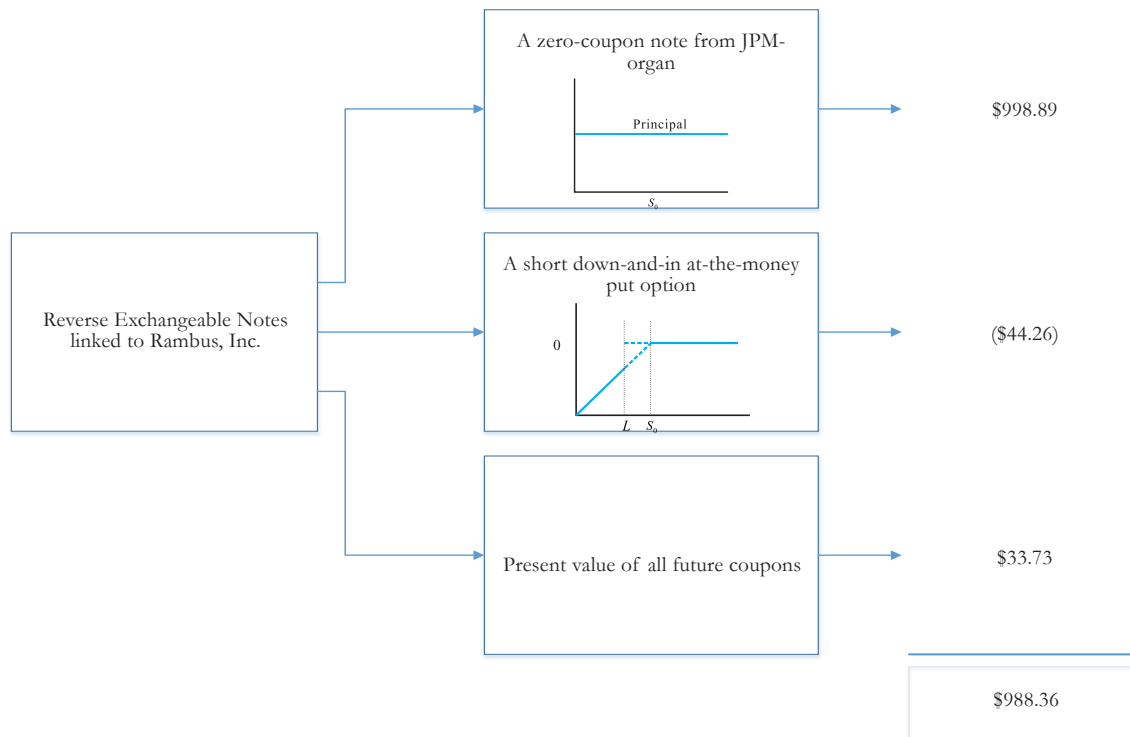 A zero-coupon note from JPM-
organ
Principal
S₀
$998.89
Reverse Exchangeable Notes
linked to Rambus, Inc.
A short down-and-in at-the-money
put option
0
L S₀
($44.26)
Present value of all future coupons
$33.73
$988.36